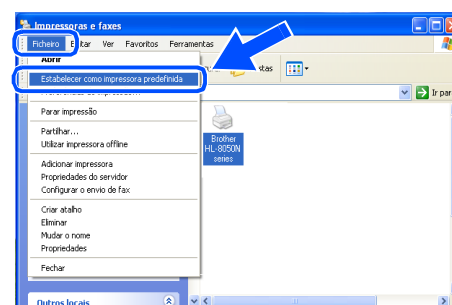 Impressoras e faxes
Ficheiro Editar Ver Favoritos Ferramentas
Abrir
Estabelecer como impressora predefinida
Parar impressão
Partilhar...
Utilizar impressora offline
Adicionar impressora
Propriedades do servidor
Configurar o envio de fax
Criar atalho
Eliminar
Mudar o nome
Propriedades
Fechar
Ir par
Brother
HL-8050N
series
Outros locais